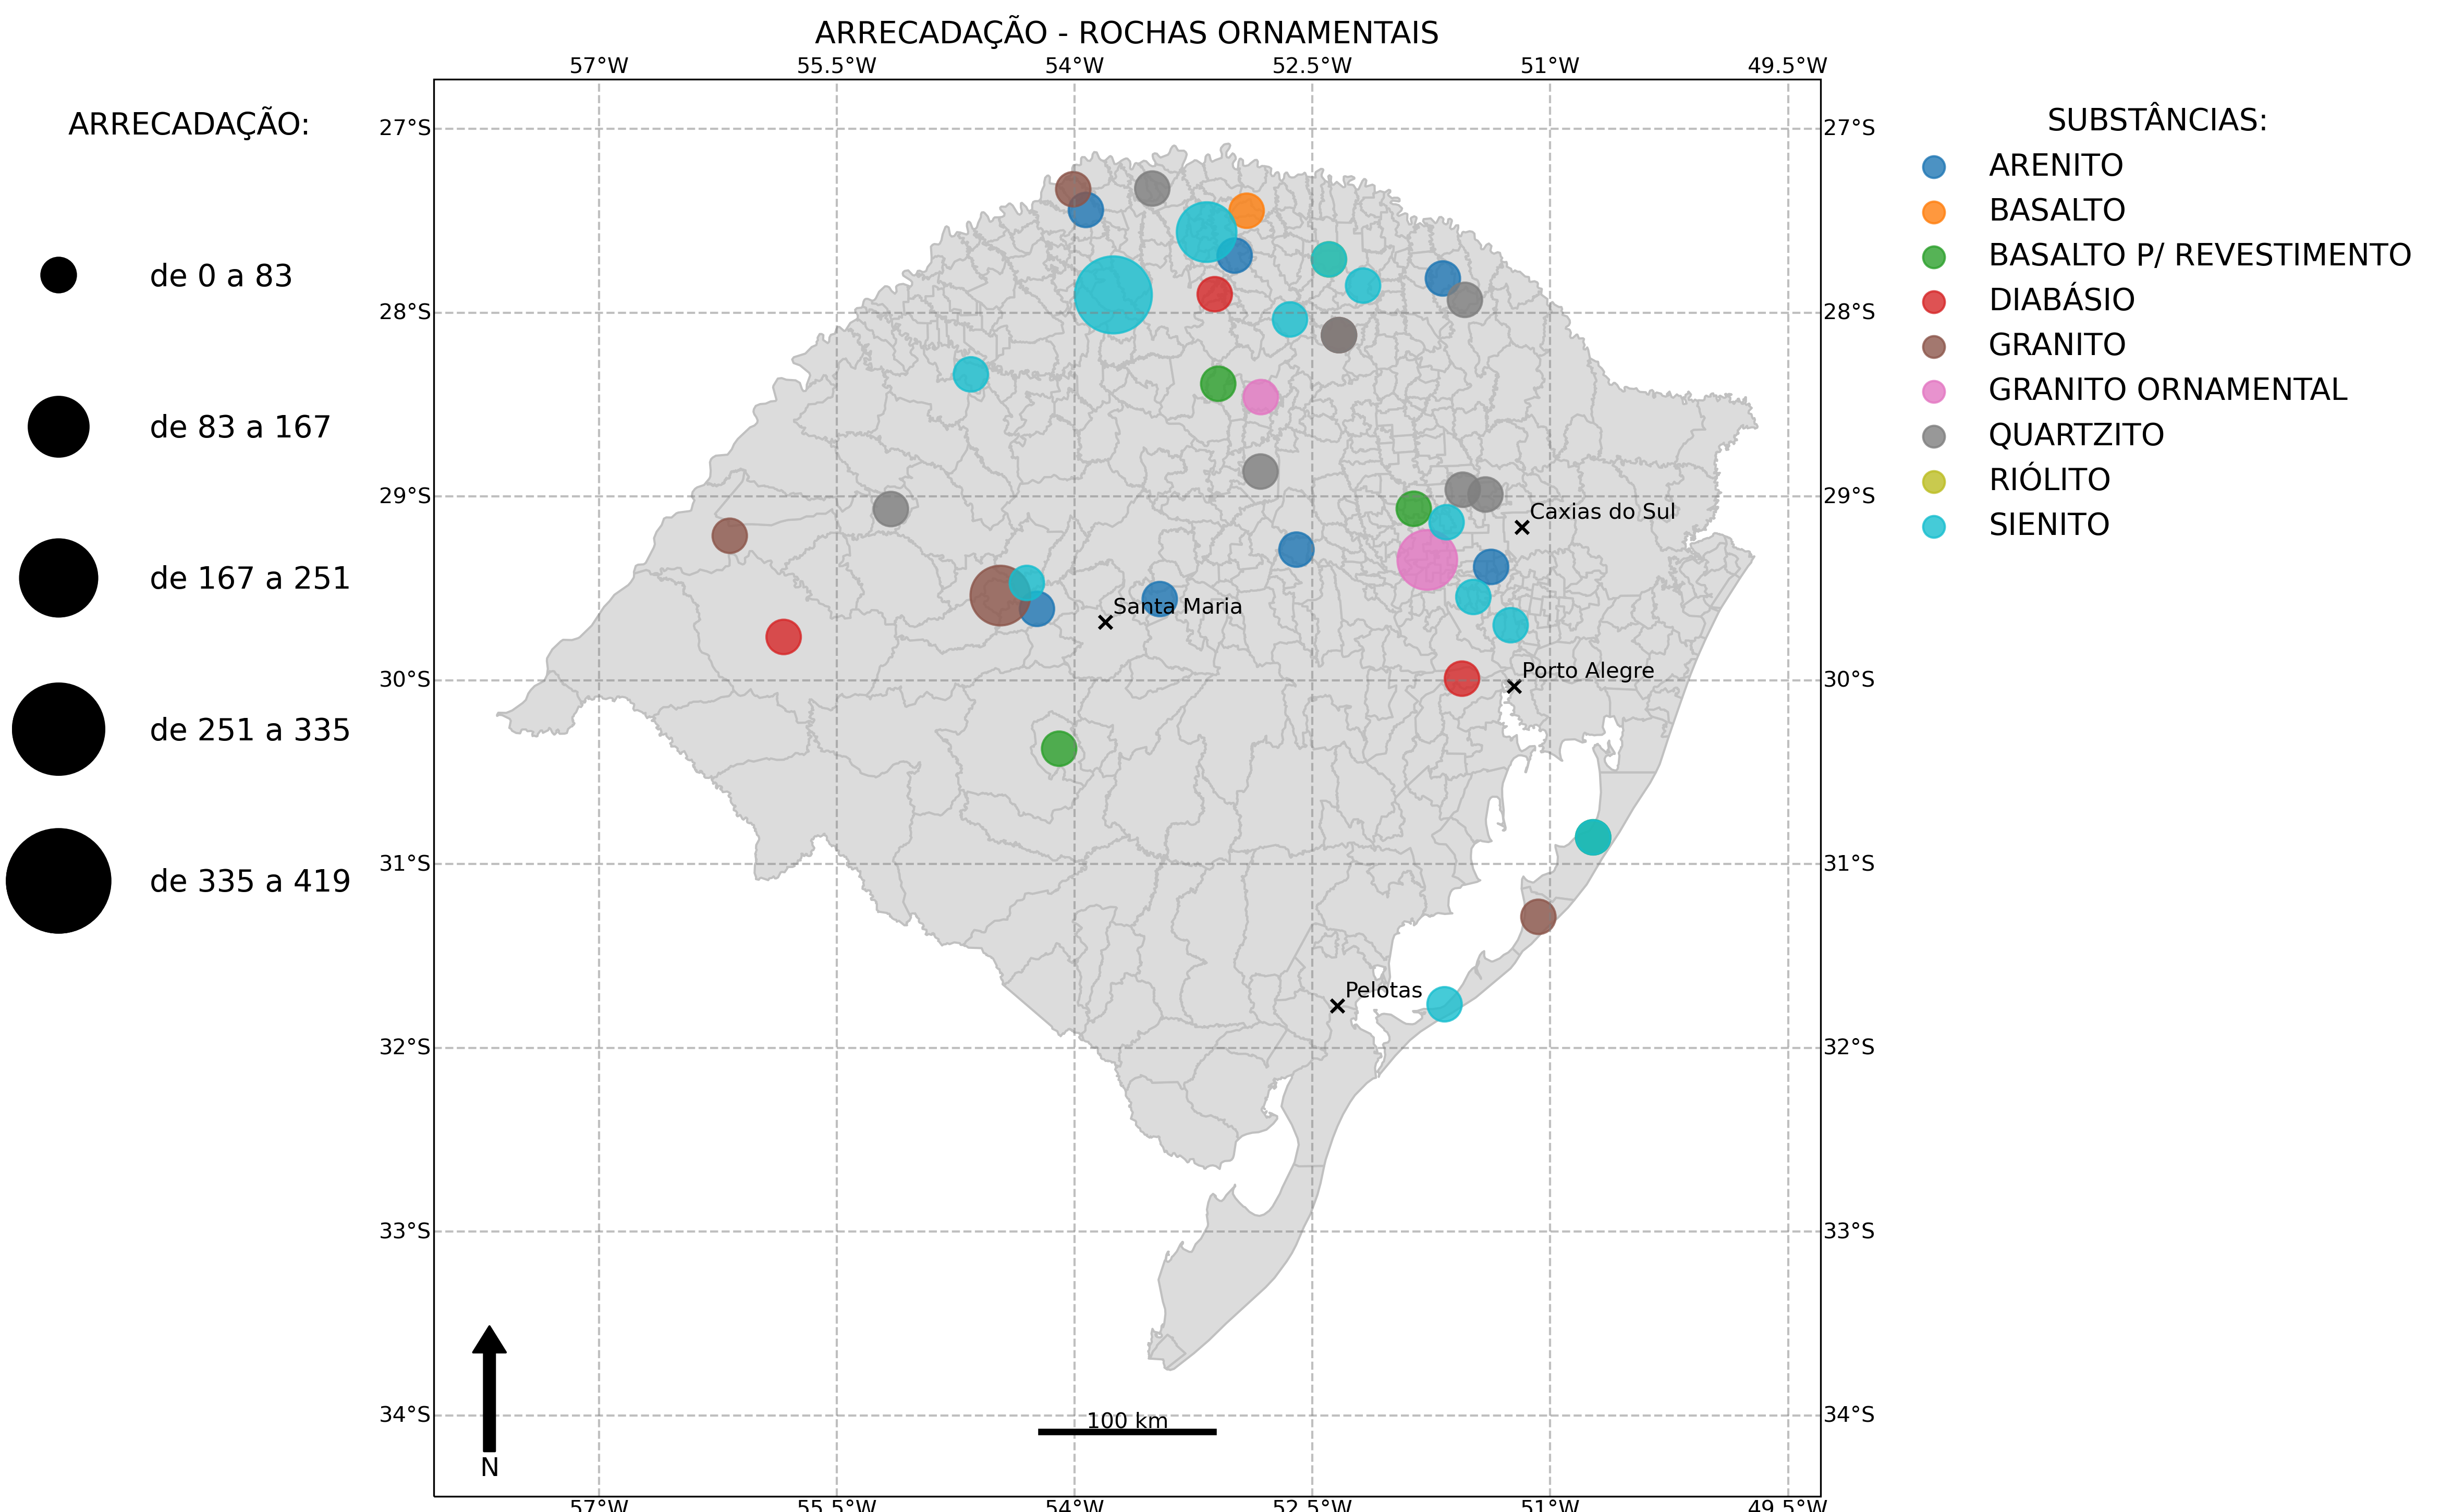 ARRECADAÇÃO - ROCHAS ORNAMENTAIS
57°W 55.5°W 54°W 52.5°W 51°W 49.5°W
ARRECADAÇÃO:
de 0 a 83
de 83 a 167
de 167 a 251
de 251 a 335
de 335 a 419
27°S 27°S
28°S 28°S
29°S 29°S
30°S 30°S
31°S 31°S
32°S 32°S
33°S 33°S
34°S 34°S
Caxias do Sul
Santa Maria
Porto Alegre
Pelotas
100 km
N
57°W 55.5°W 54°W 52.5°W 51°W 49.5°W
SUBSTÂNCIAS:
ARENITO
BASALTO
BASALTO P/ REVESTIMENTO
DIABÁSIO
GRANITO
GRANITO ORNAMENTAL
QUARTZITO
RIÓLITO
SIENITO